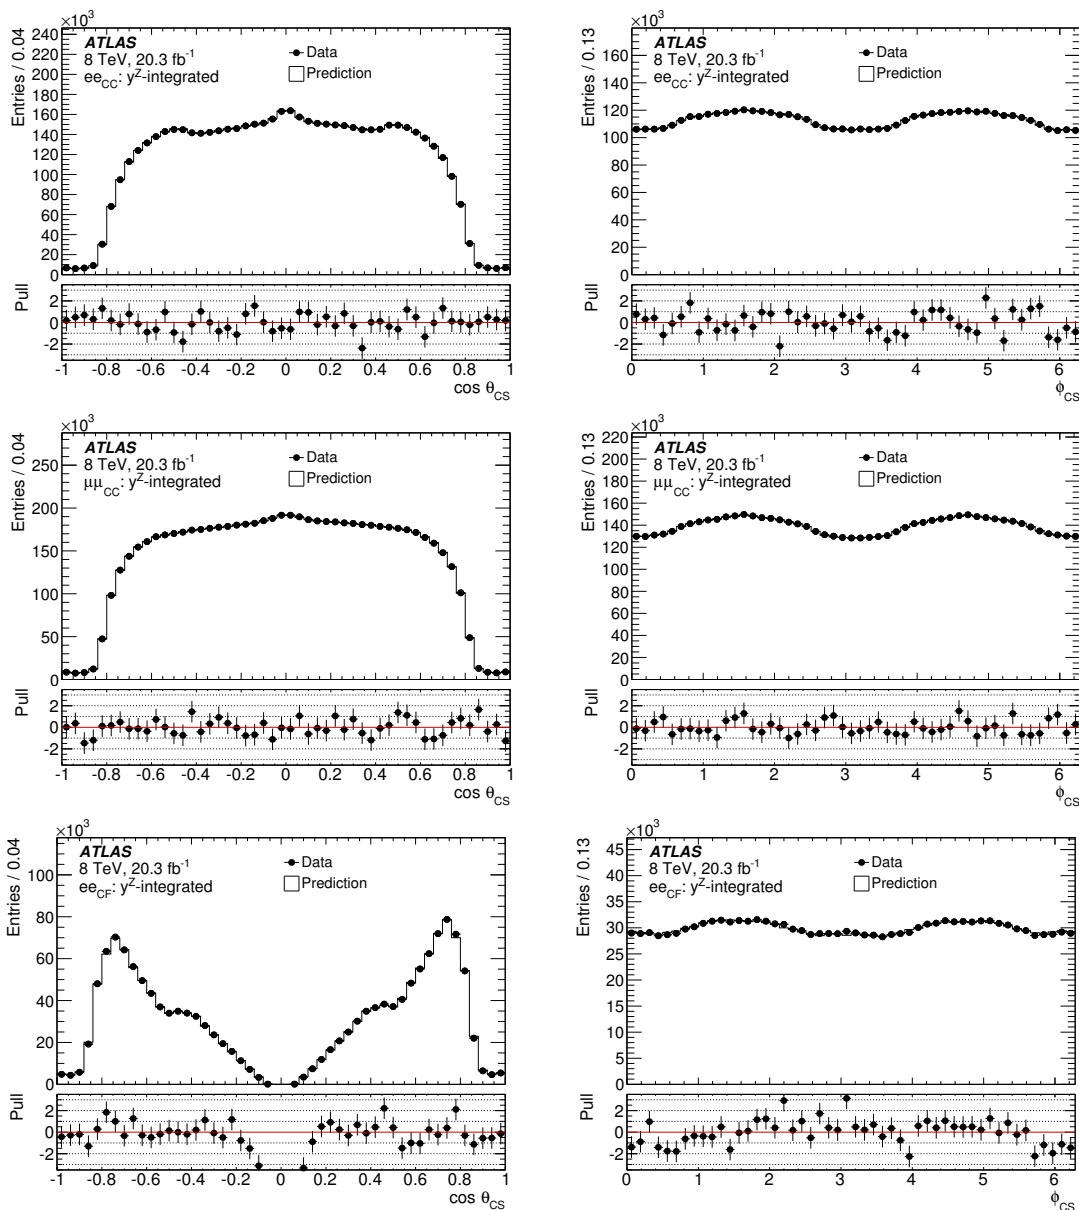 ×10³
Entries / 0.04
240
220
200
180
160
140
120
100
80
60
40
20
0
ATLAS
8 TeV, 20.3 fb⁻¹
ee_CC: y^Z-integrated
Data
Prediction
Pull
2
0
-2
-1 -0.8 -0.6 -0.4 -0.2 0 0.2 0.4 0.6 0.8 1
cos θ_CS
×10³
Entries / 0.13
180
160
140
120
100
80
60
40
20
0
ATLAS
8 TeV, 20.3 fb⁻¹
ee_CC: y^Z-integrated
Data
Prediction
Pull
2
0
-2
0 1 2 3 4 5 6
ϕ_CS
×10³
Entries / 0.04
250
200
150
100
50
0
ATLAS
8 TeV, 20.3 fb⁻¹
μμ_CC: y^Z-integrated
Data
Prediction
Pull
2
0
-2
-1 -0.8 -0.6 -0.4 -0.2 0 0.2 0.4 0.6 0.8 1
cos θ_CS
×10³
Entries / 0.13
220
200
180
160
140
120
100
80
60
40
20
0
ATLAS
8 TeV, 20.3 fb⁻¹
μμ_CC: y^Z-integrated
Data
Prediction
Pull
2
0
-2
0 1 2 3 4 5 6
ϕ_CS
×10³
Entries / 0.04
100
80
60
40
20
0
ATLAS
8 TeV, 20.3 fb⁻¹
ee_CF: y^Z-integrated
Data
Prediction
Pull
2
0
-2
-1 -0.8 -0.6 -0.4 -0.2 0 0.2 0.4 0.6 0.8 1
cos θ_CS
×10³
Entries / 0.13
45
40
35
30
25
20
15
10
5
0
ATLAS
8 TeV, 20.3 fb⁻¹
ee_CF: y^Z-integrated
Data
Prediction
Pull
2
0
-2
0 1 2 3 4 5 6
ϕ_CS